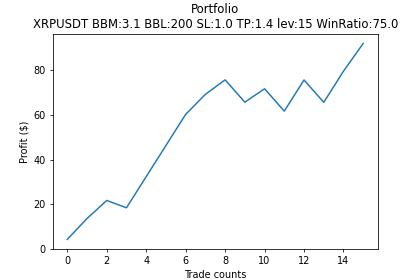 Portfolio
XRPUSDT BBM:3.1 BBL:200 SL:1.0 TP:1.4 lev:15 WinRatio:75.0
80
60
40
20
0
Profit ($)
0 2 4 6 8 10 12 14
Trade counts